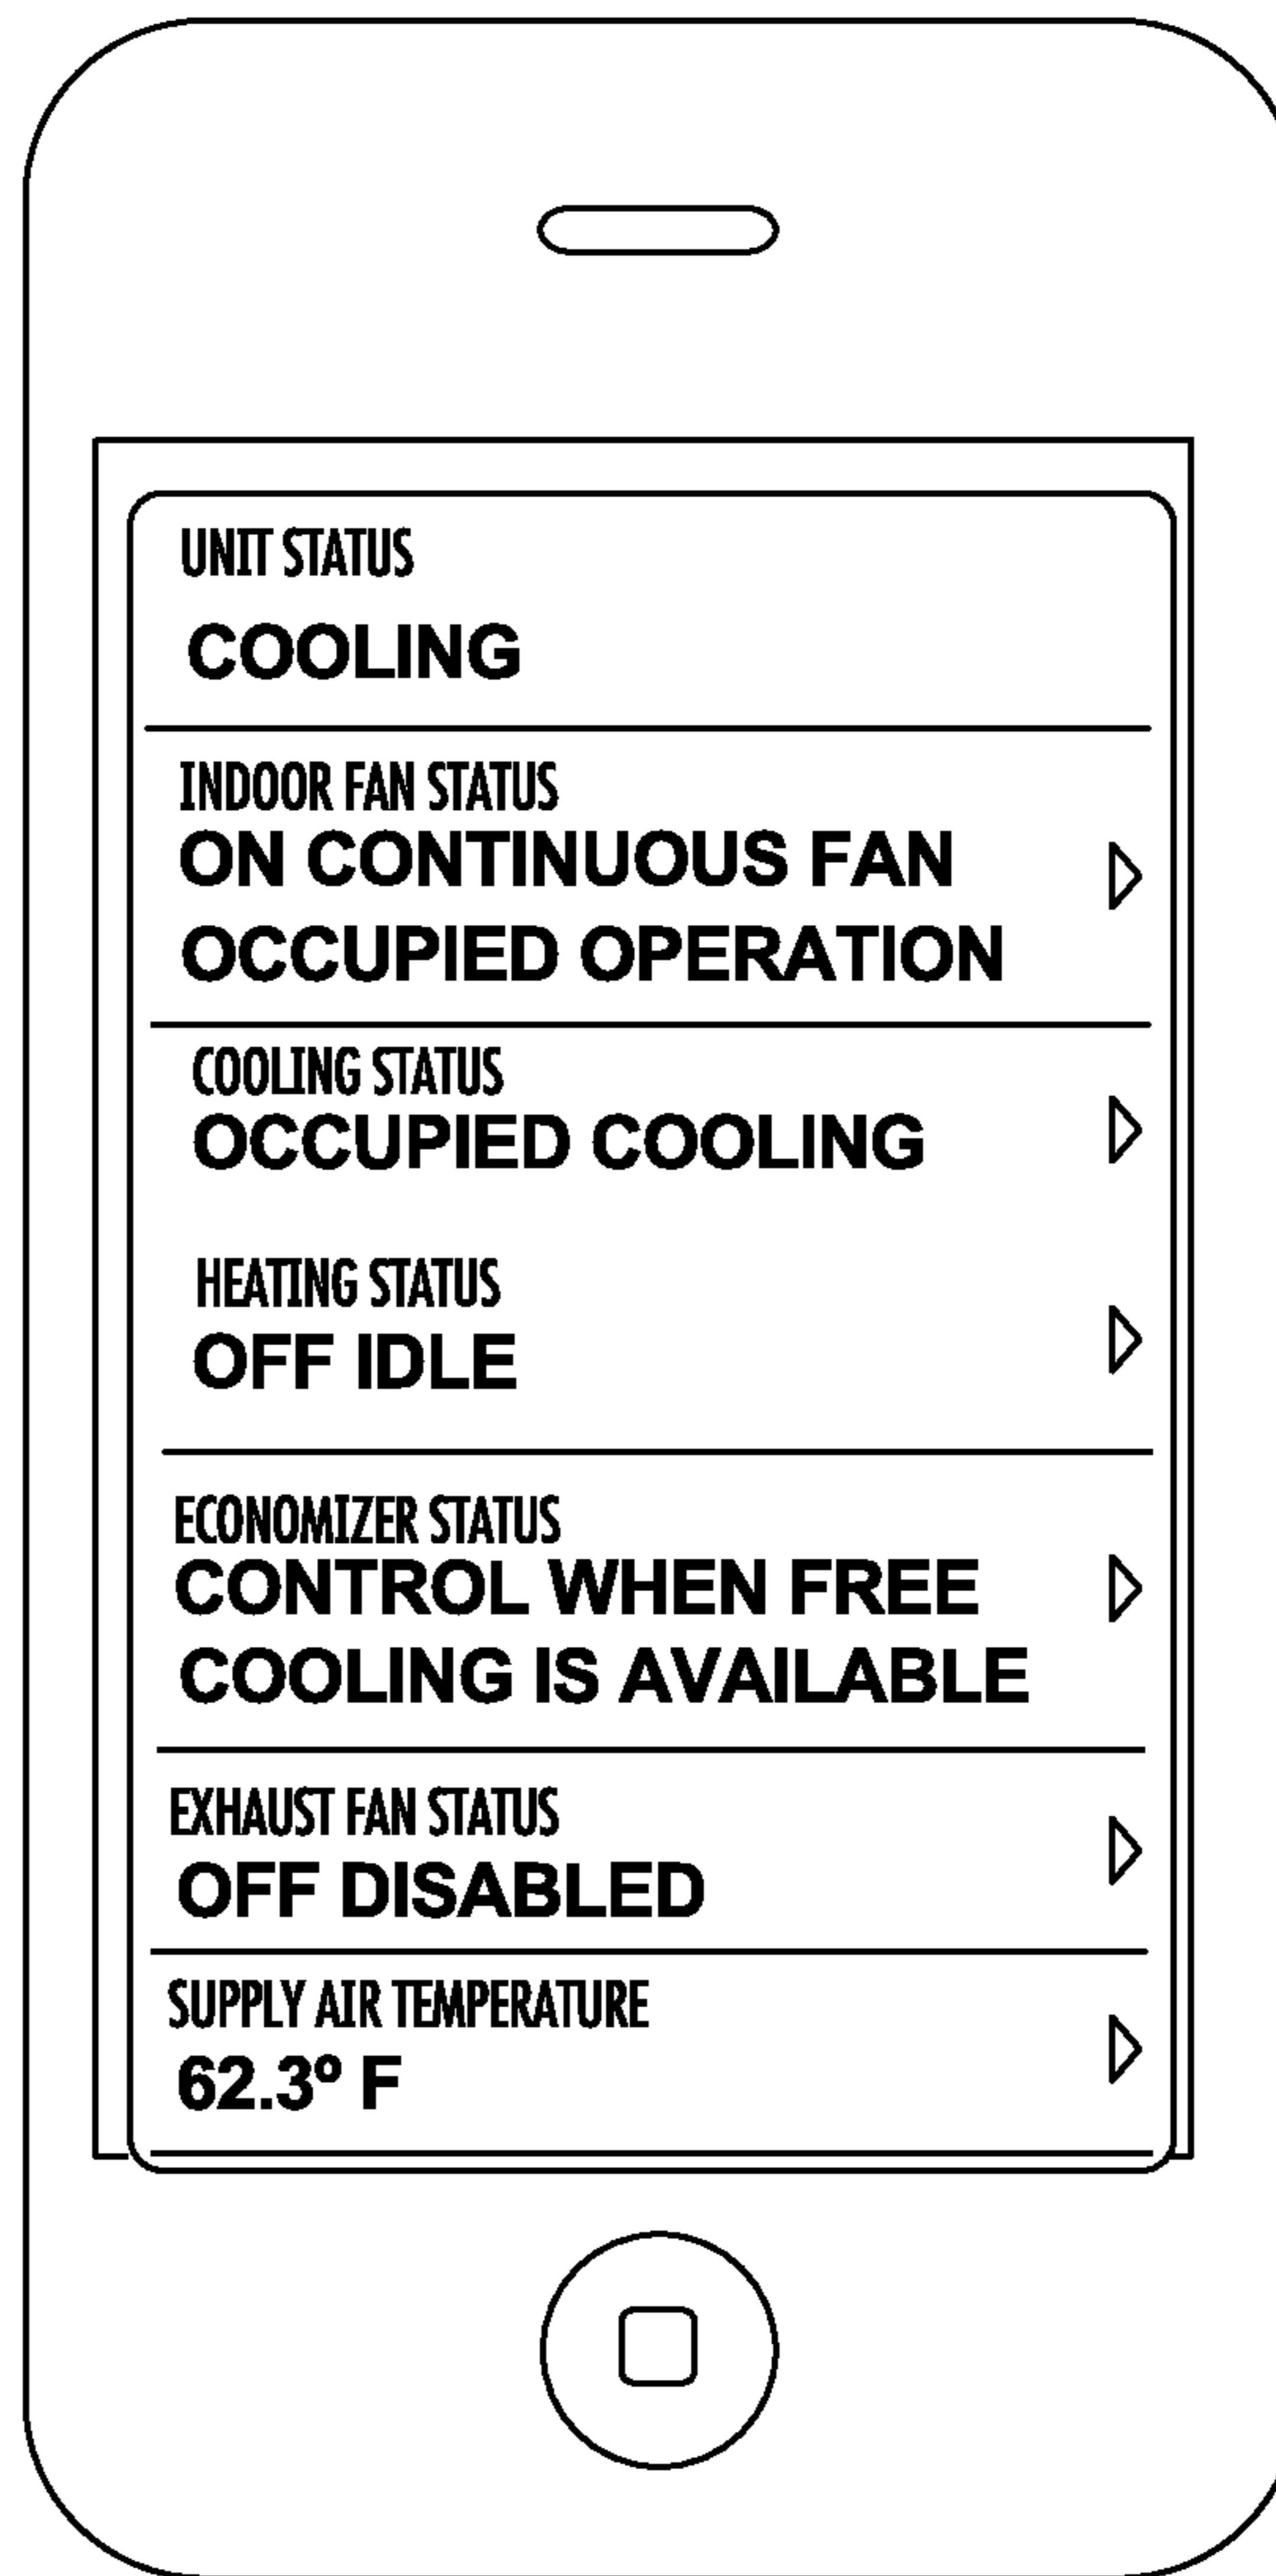 UNIT STATUS
COOLING
INDOOR FAN STATUS
ON CONTINUOUS FAN
OCCUPIED OPERATION
COOLING STATUS
OCCUPIED COOLING
HEATING STATUS
OFF IDLE
ECONOMIZER STATUS
CONTROL WHEN FREE
COOLING IS AVAILABLE
EXHAUST FAN STATUS
OFF DISABLED
SUPPLY AIR TEMPERATURE
62.3º F